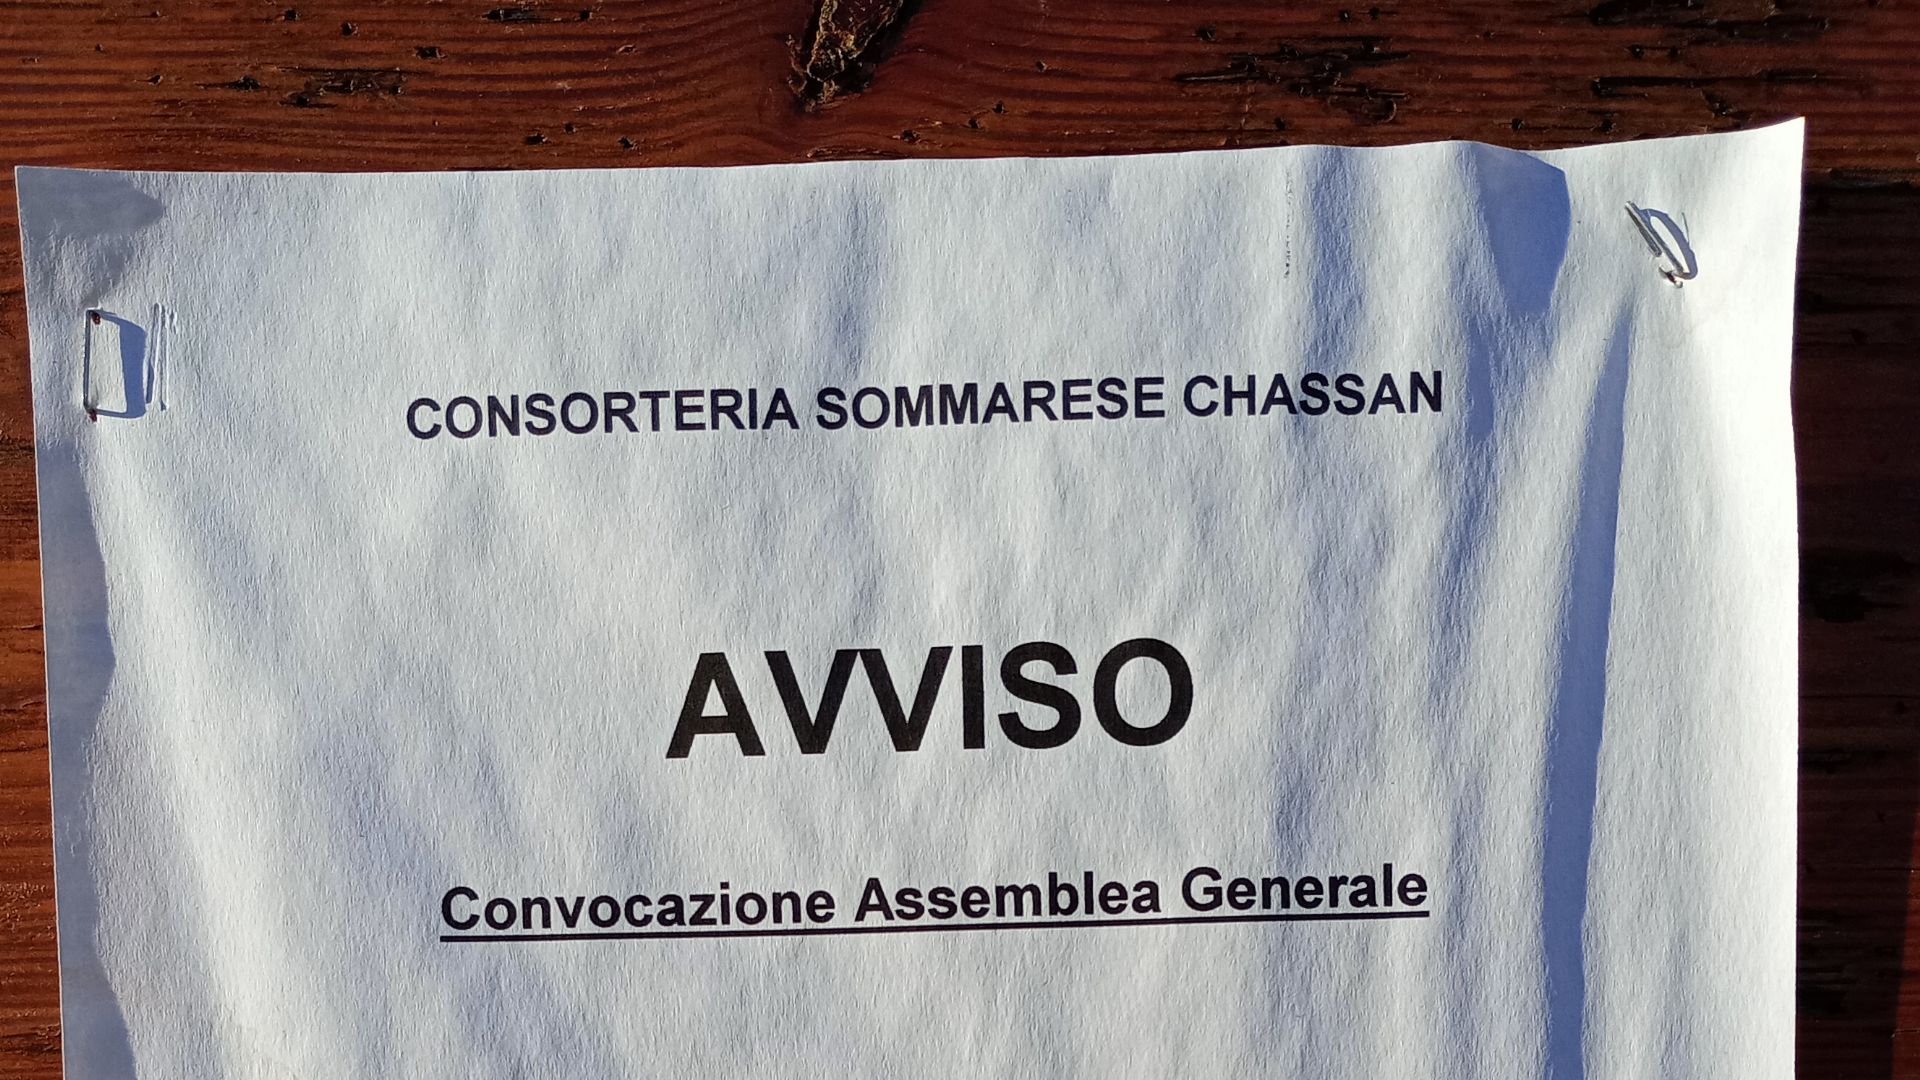 CONSORTERIA SOMMARESE CHASSAN
AVVISO
Convocazione Assemblea Generale